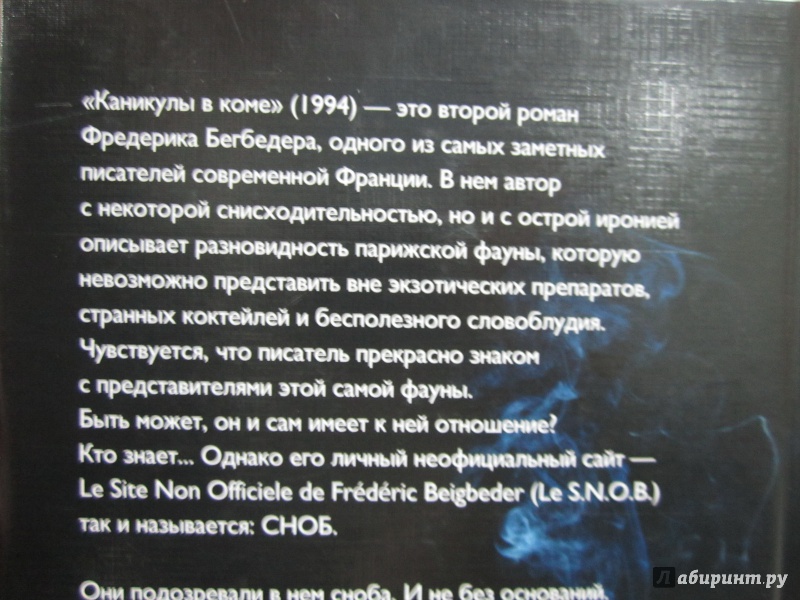 «Каникулы в коме» (1994) — это второй роман
Фредерика Бегбедера, одного из самых заметных
писателей современной Франции. В нем автор
с некоторой снисходительностью, но и с острой иронией
описывает разновидность парижской фауны, которую
невозможно представить вне экзотических препаратов,
странных коктейлей и бесполезного словоблудия.
Чувствуется, что писатель прекрасно знаком
с представителями этой самой фауны.
Быть может, он и сам имеет к ней отношение?
Кто знает... Однако его личный неофициальный сайт —
Le Site Non Officiele de Frédéric Beigbeder (Le S.N.O.B.)
так и называется: СНОБ.
Они подозревали в нем сноба. И не без оснований.
Лабиринт.ру